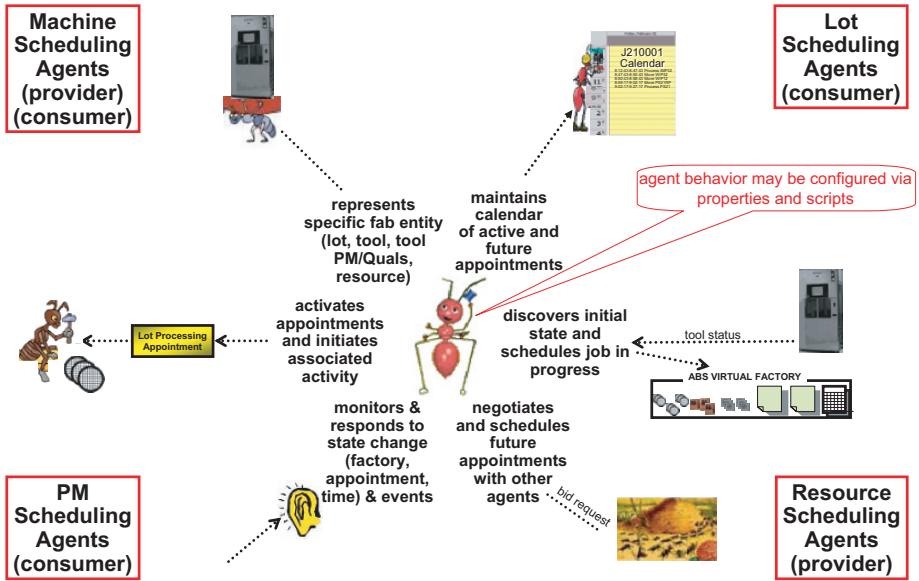 Machine
Scheduling
Agents
(provider)
(consumer)
J210001
Calendar
Lot
Scheduling
Agents
(consumer)
agent behavior may be configured via
properties and scripts
represents
specific fab entity
(lot, tool, tool
PM/Quals,
resource)
maintains
calendar
of active and
future
appointments
activates
appointments
and initiates
associated
activity
Lot Processing
Appointment
discovers initial
state and
schedules job in
progress
tool status
ABS VIRTUAL FACTORY
monitors &
responds to
state change
(factory,
appointment,
time) & events
negotiates
and schedules
future
appointments
with other
agents
bid request
PM
Scheduling
Agents
(consumer)
Resource
Scheduling
Agents
(provider)